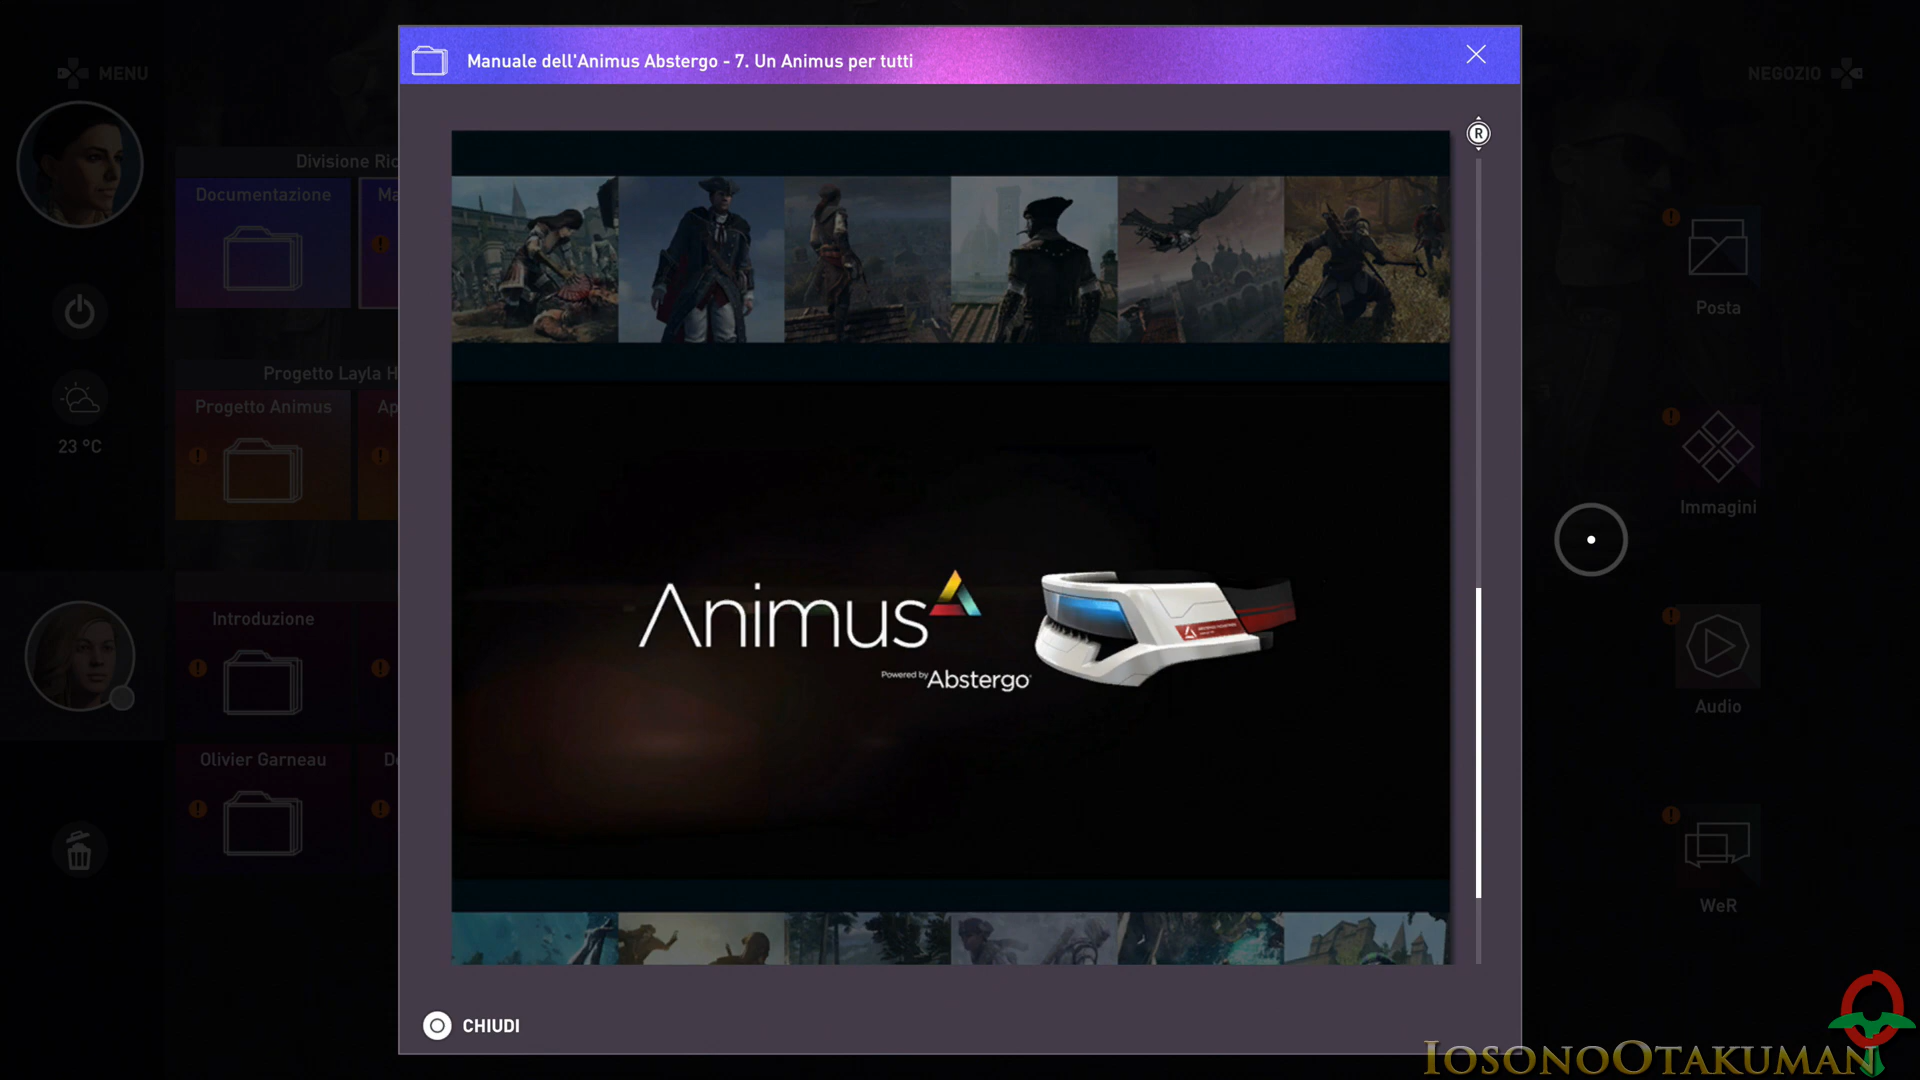 Manuale dell'Animus Abstergo - 7. Un Animus per tutti
MENU
NEGOZIO
R
Divisione Ric
Documentazione
Ma
Posta
Progetto Layla H
Progetto Animus
Ap
23 °C
Immagini
Animus
Powered by Abstergo
Introduzione
Audio
Olivier Garneau
De
WeR
CHIUDI
IosonoOtakuman